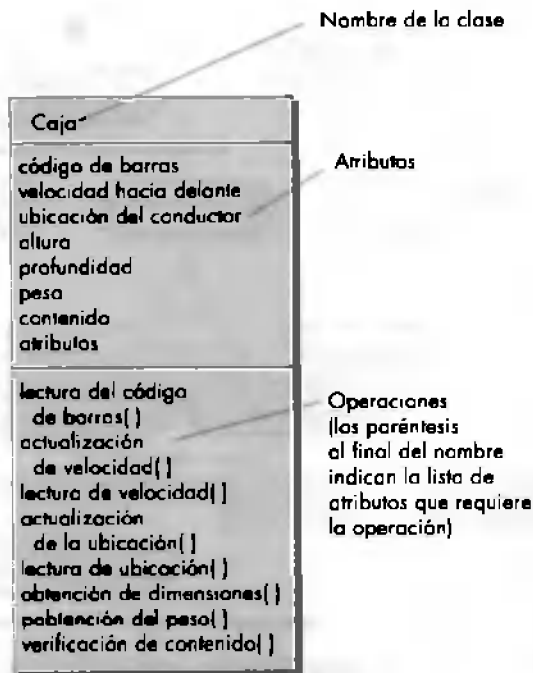 Nombre de la clase
Caja
código de barras
velocidad hacia delante
ubicación del conductor
altura
profundidad
peso
contenido
atributos
Atributos
lectura del código
de barras( )
actualización
de velocidad( )
lectura de velocidad( )
actualización
de la ubicación( )
lectura de ubicación( )
obtención de dimensiones( )
pobtención del peso( )
verificación de contenido( )
Operaciones
(los paréntesis
al final del nombre
indican la lista de
atributos que requiere
la operación)